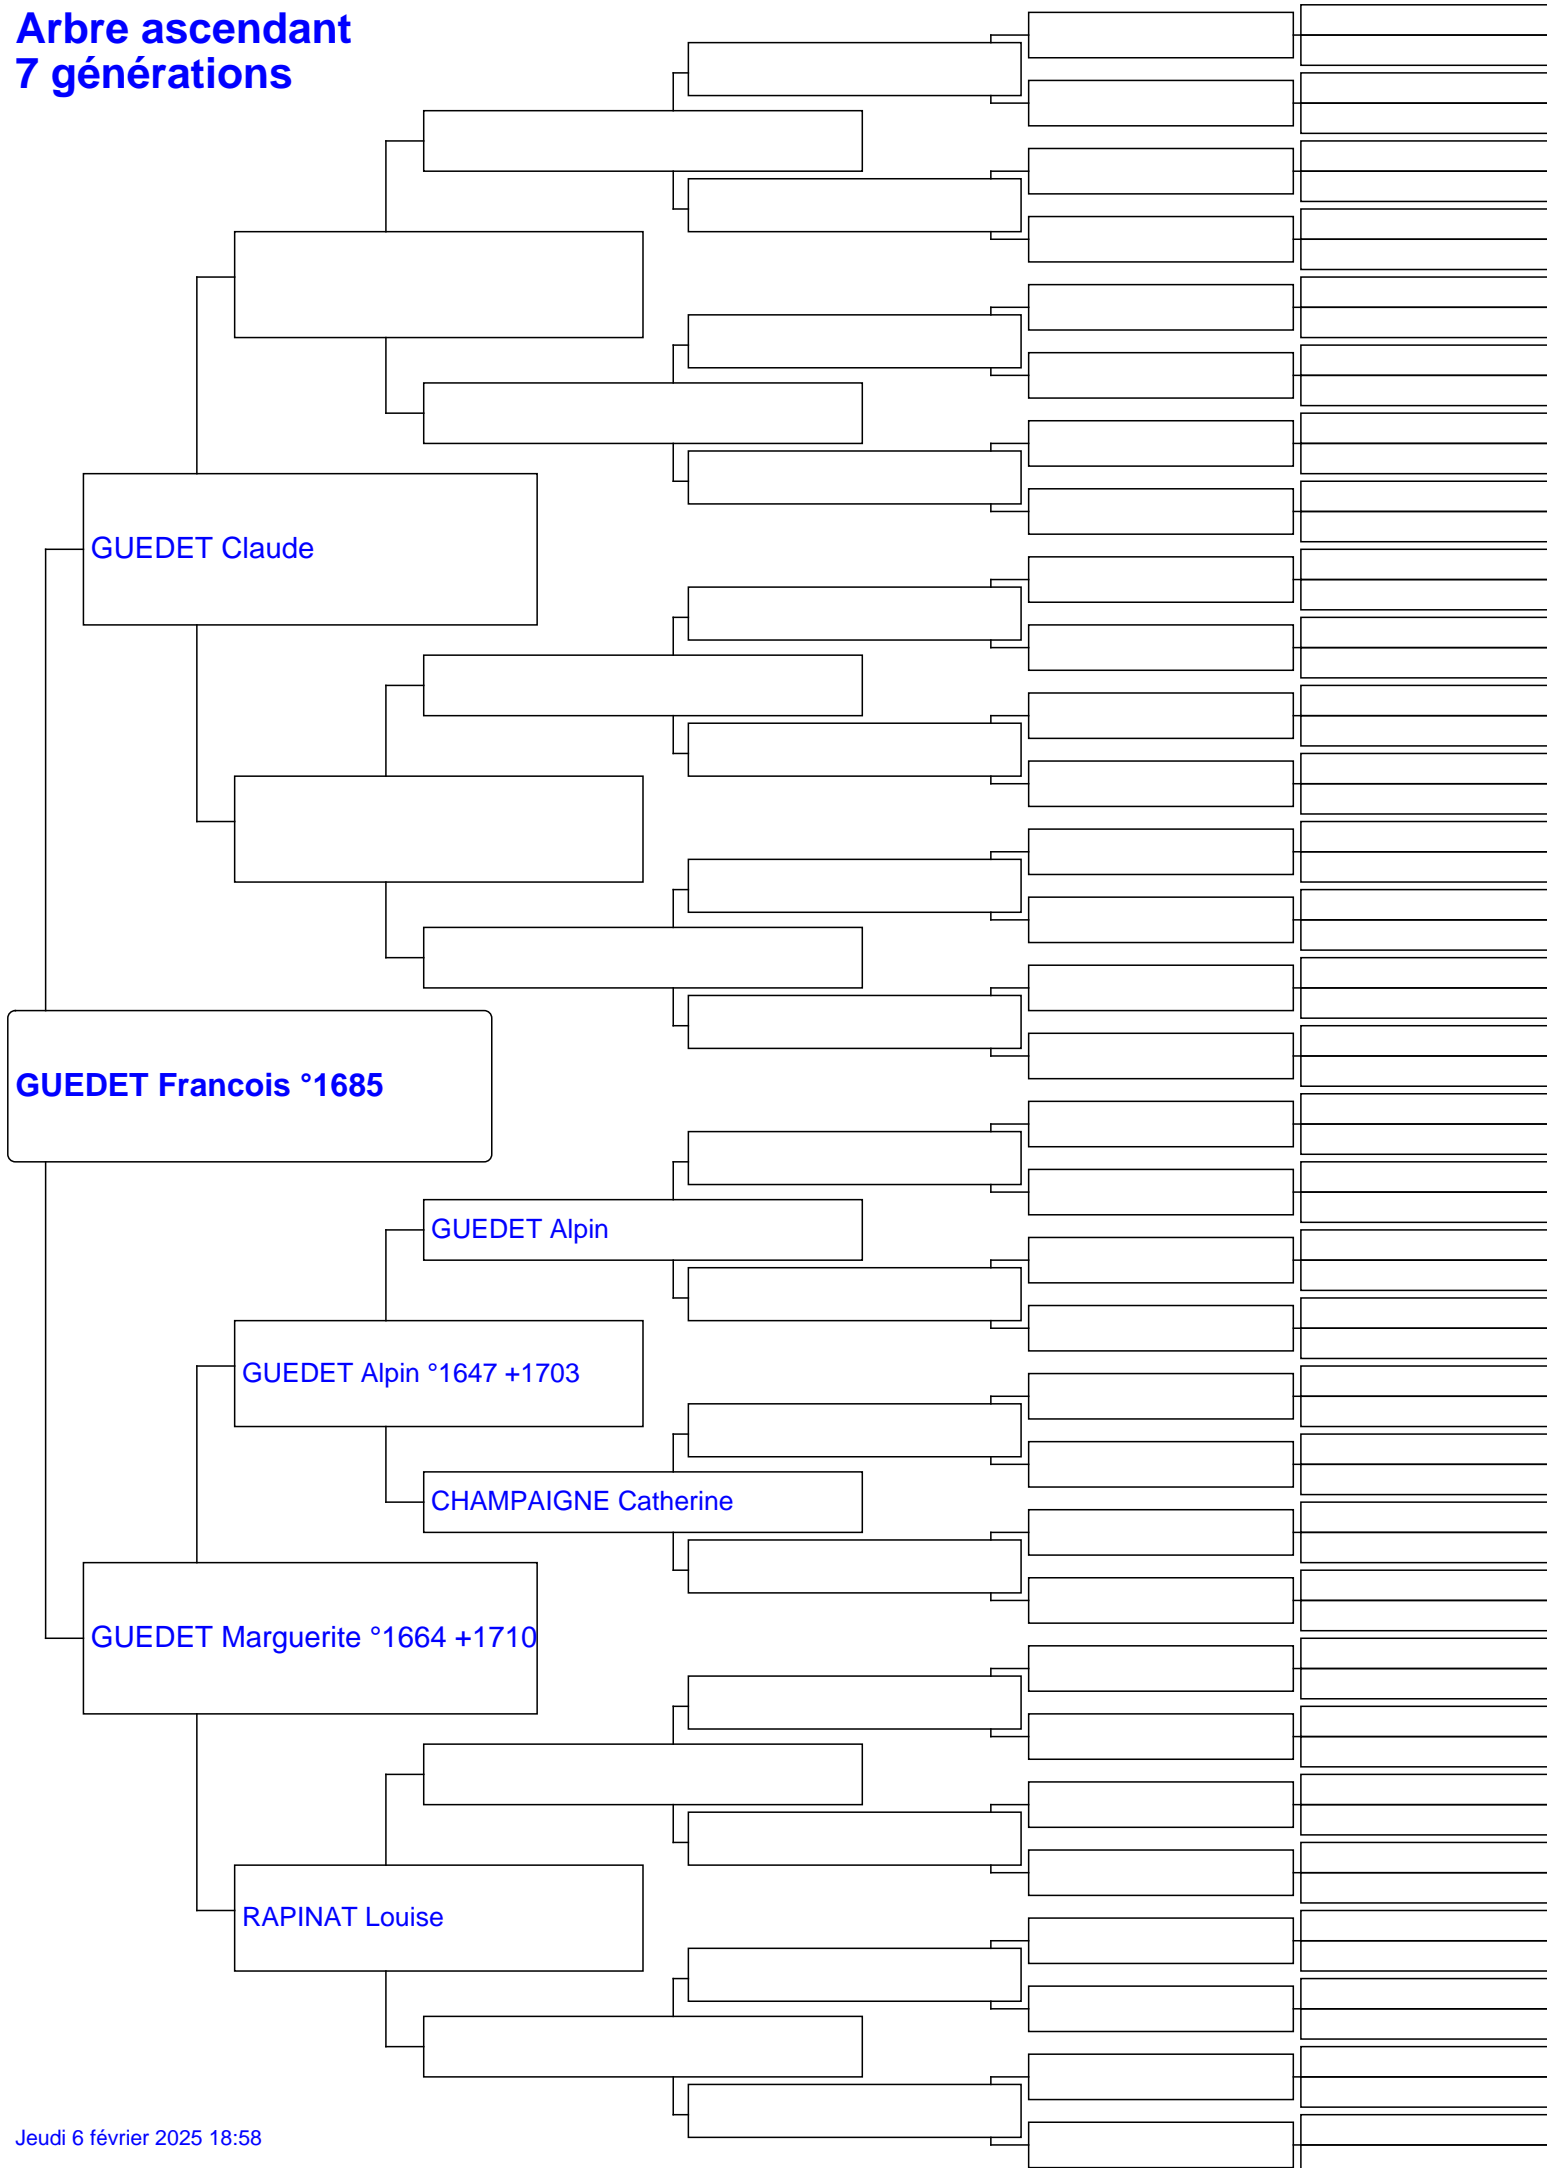 Arbre ascendant
7 générations
GUEDET Claude
GUEDET Francois °1685
GUEDET Alpin
GUEDET Alpin °1647 +1703
CHAMPAIGNE Catherine
GUEDET Marguerite °1664 +1710
RAPINAT Louise
Jeudi 6 février 2025 18:58